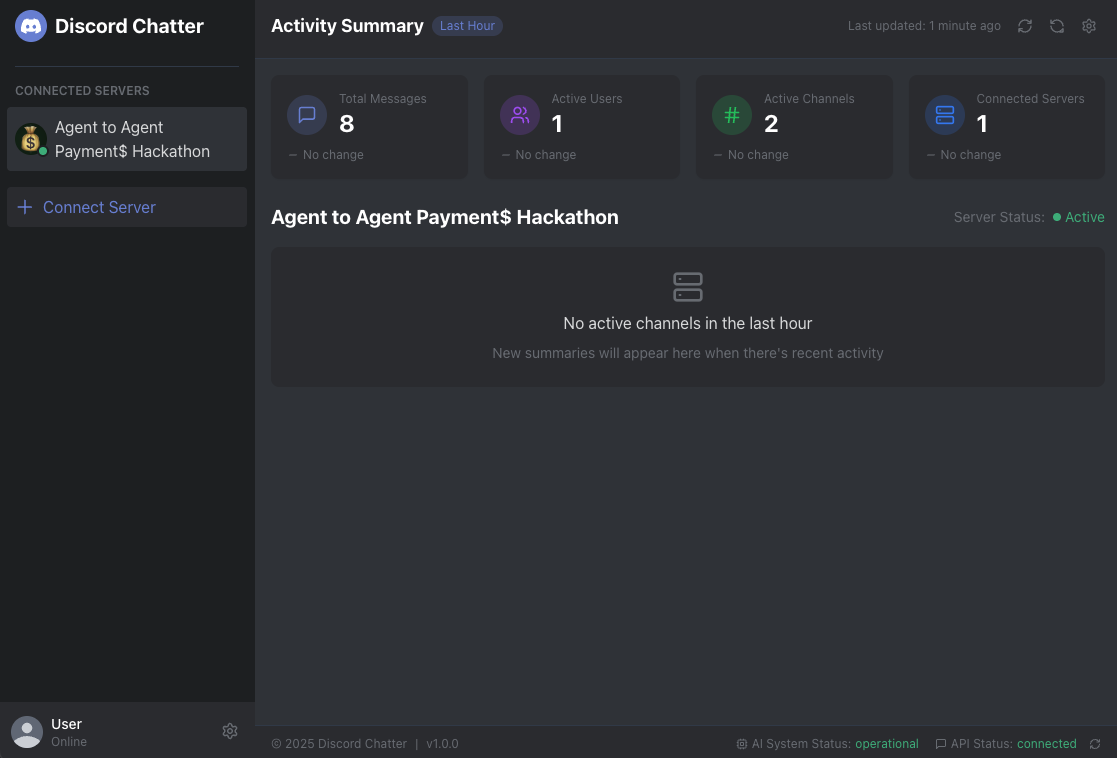 Discord Chatter
CONNECTED SERVERS
Agent to Agent
Payment$ Hackathon
Connect Server
User
Online
Activity Summary
Last Hour
Last updated: 1 minute ago
Total Messages
8
No change
Active Users
1
No change
Active Channels
2
No change
Connected Servers
1
No change
Agent to Agent Payment$ Hackathon
Server Status: Active
No active channels in the last hour
New summaries will appear here when there's recent activity
© 2025 Discord Chatter | v1.0.0
AI System Status: operational
API Status: connected